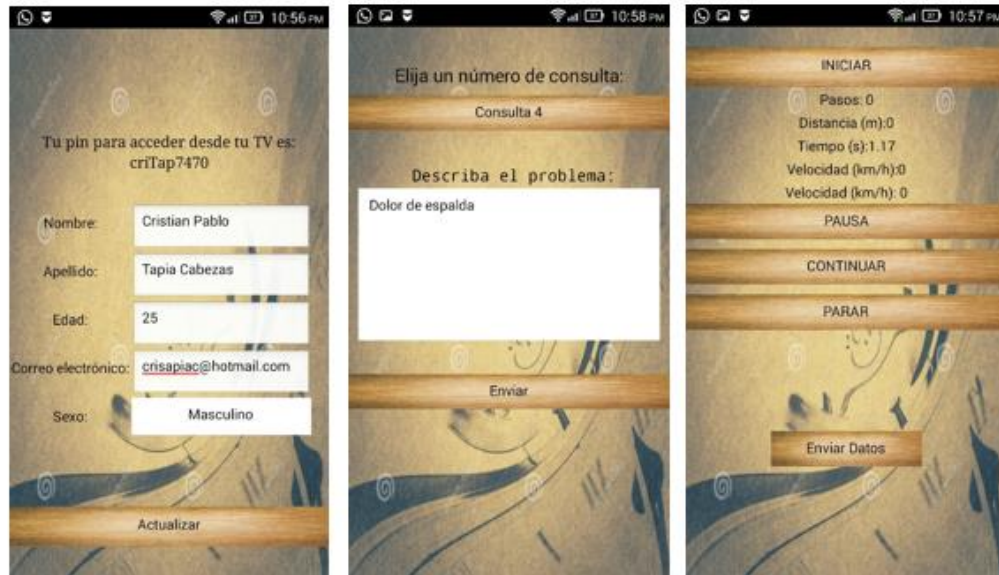 10:56 PM
Tu pin para acceder desde tu TV es:
criTap7470
Nombre: Cristian Pablo
Apellido: Tapia Cabezas
Edad: 25
Correo electrónico: crisapiac@hotmail.com
Sexo: Masculino
Actualizar
10:58 PM
Elija un número de consulta:
Consulta 4
Describa el problema:
Dolor de espalda
Enviar
10:57 PM
INICIAR
Pasos: 0
Distancia (m):0
Tiempo (s):1.17
Velocidad (km/h):0
Velocidad (km/h): 0
PAUSA
CONTINUAR
PARAR
Enviar Datos